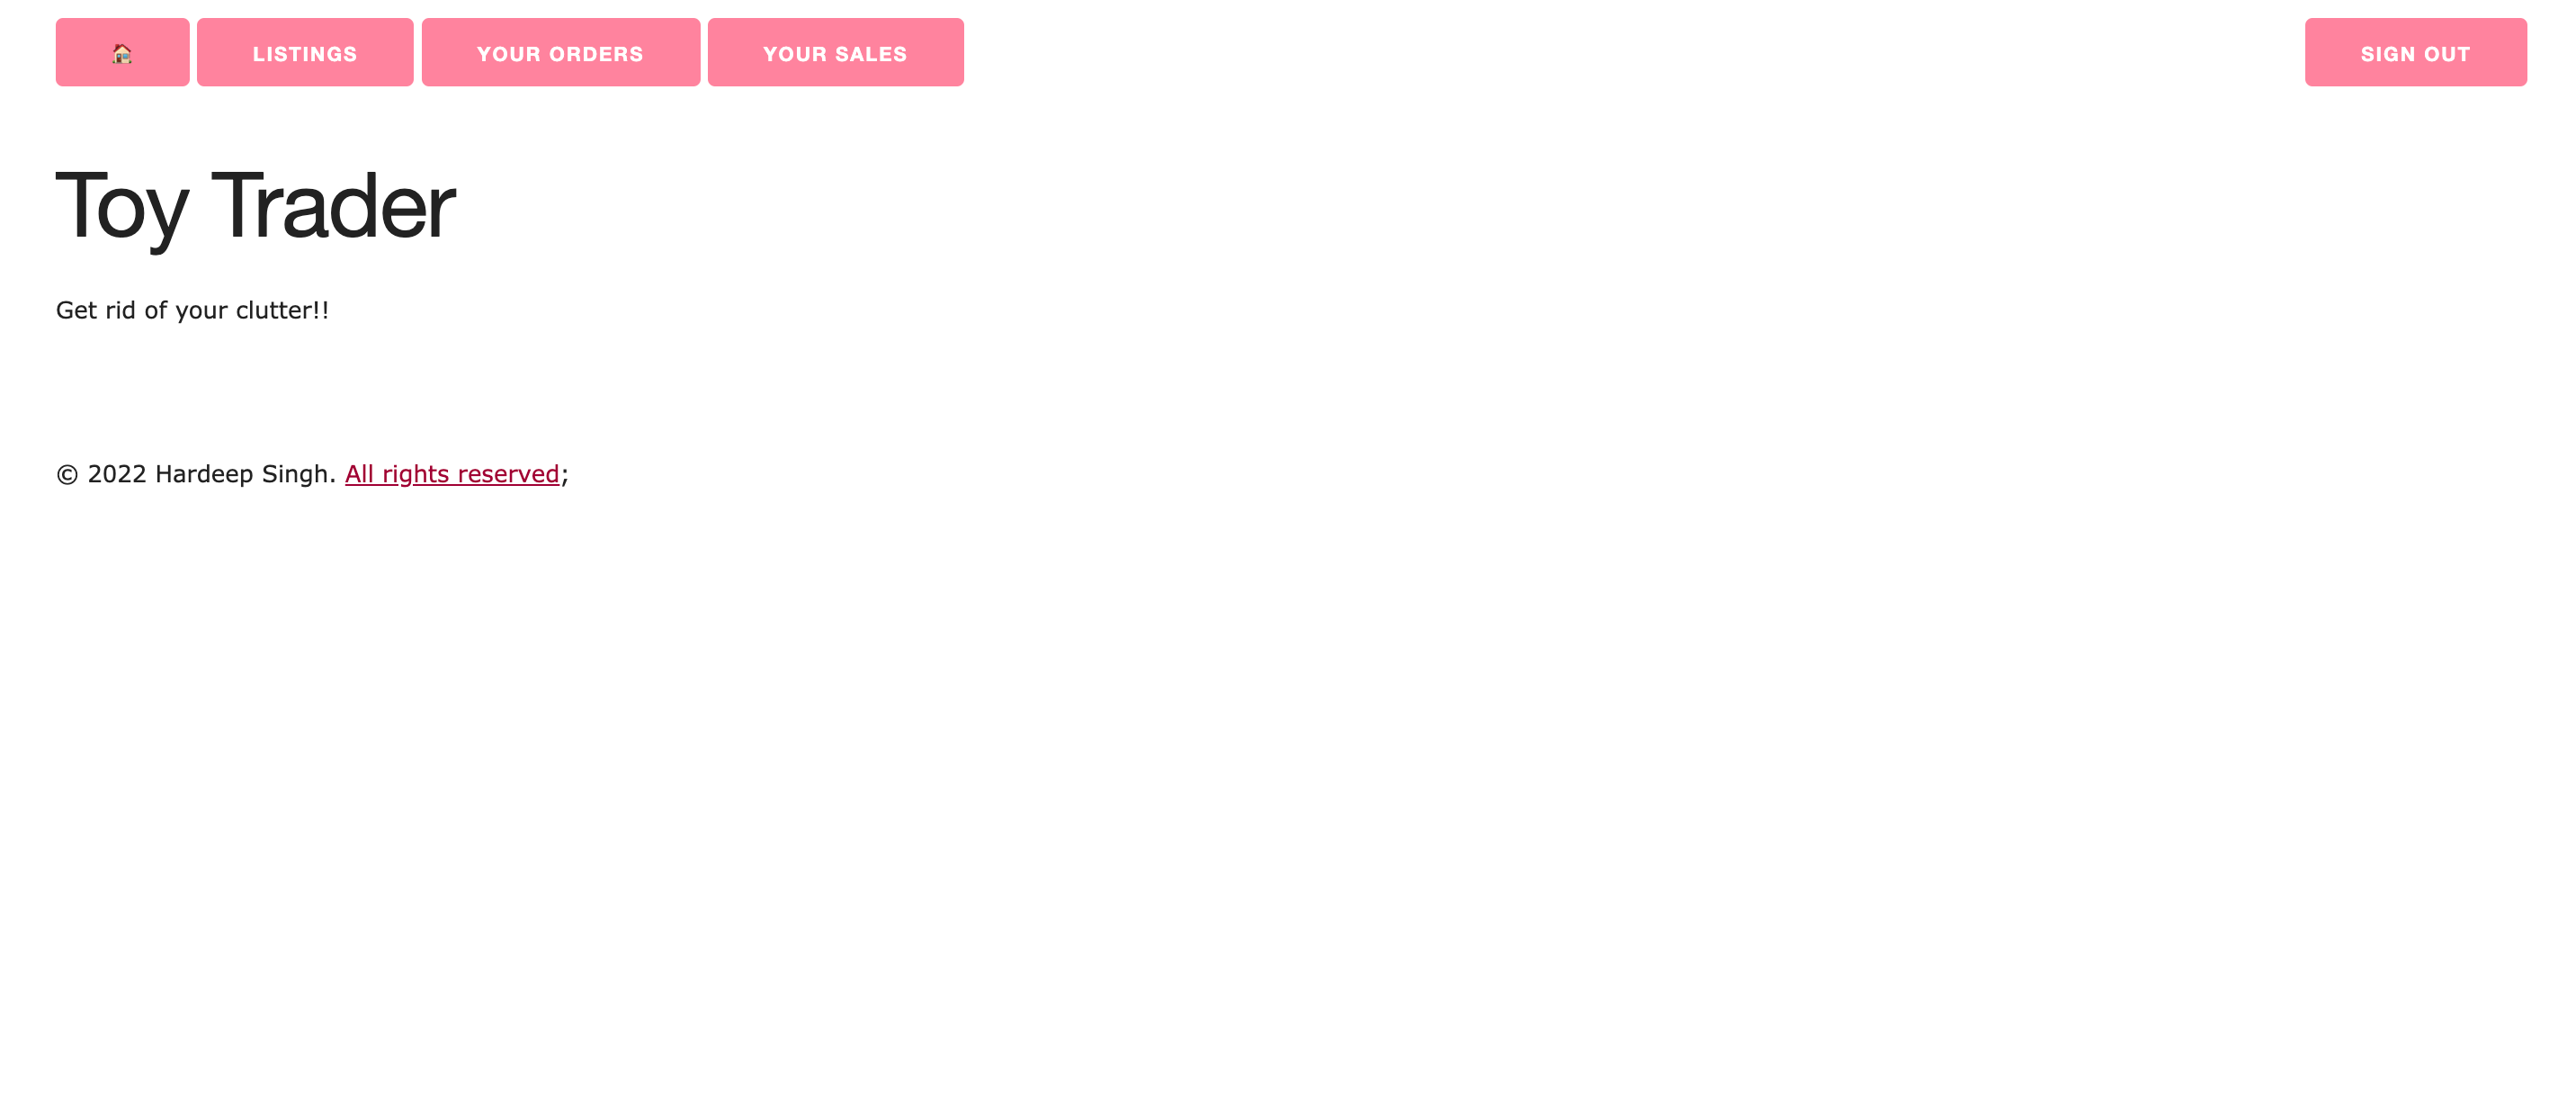 🏠 LISTINGS YOUR ORDERS YOUR SALES SIGN OUT
Toy Trader
Get rid of your clutter!!
© 2022 Hardeep Singh. All rights reserved;